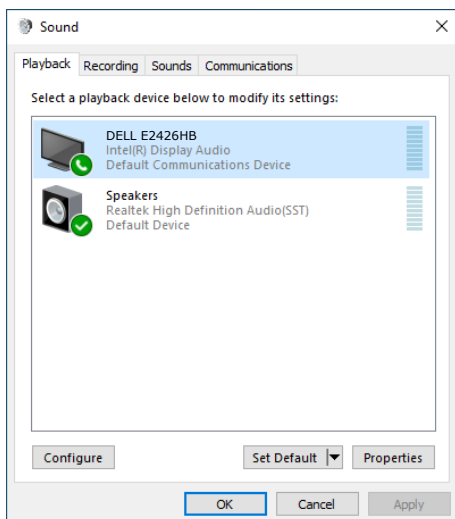 Sound
Playback Recording Sounds Communications
Select a playback device below to modify its settings:
DELL E2426HB
Intel(R) Display Audio
Default Communications Device
Speakers
Realtek High Definition Audio(SST)
Default Device
Configure Set Default Properties
OK Cancel Apply